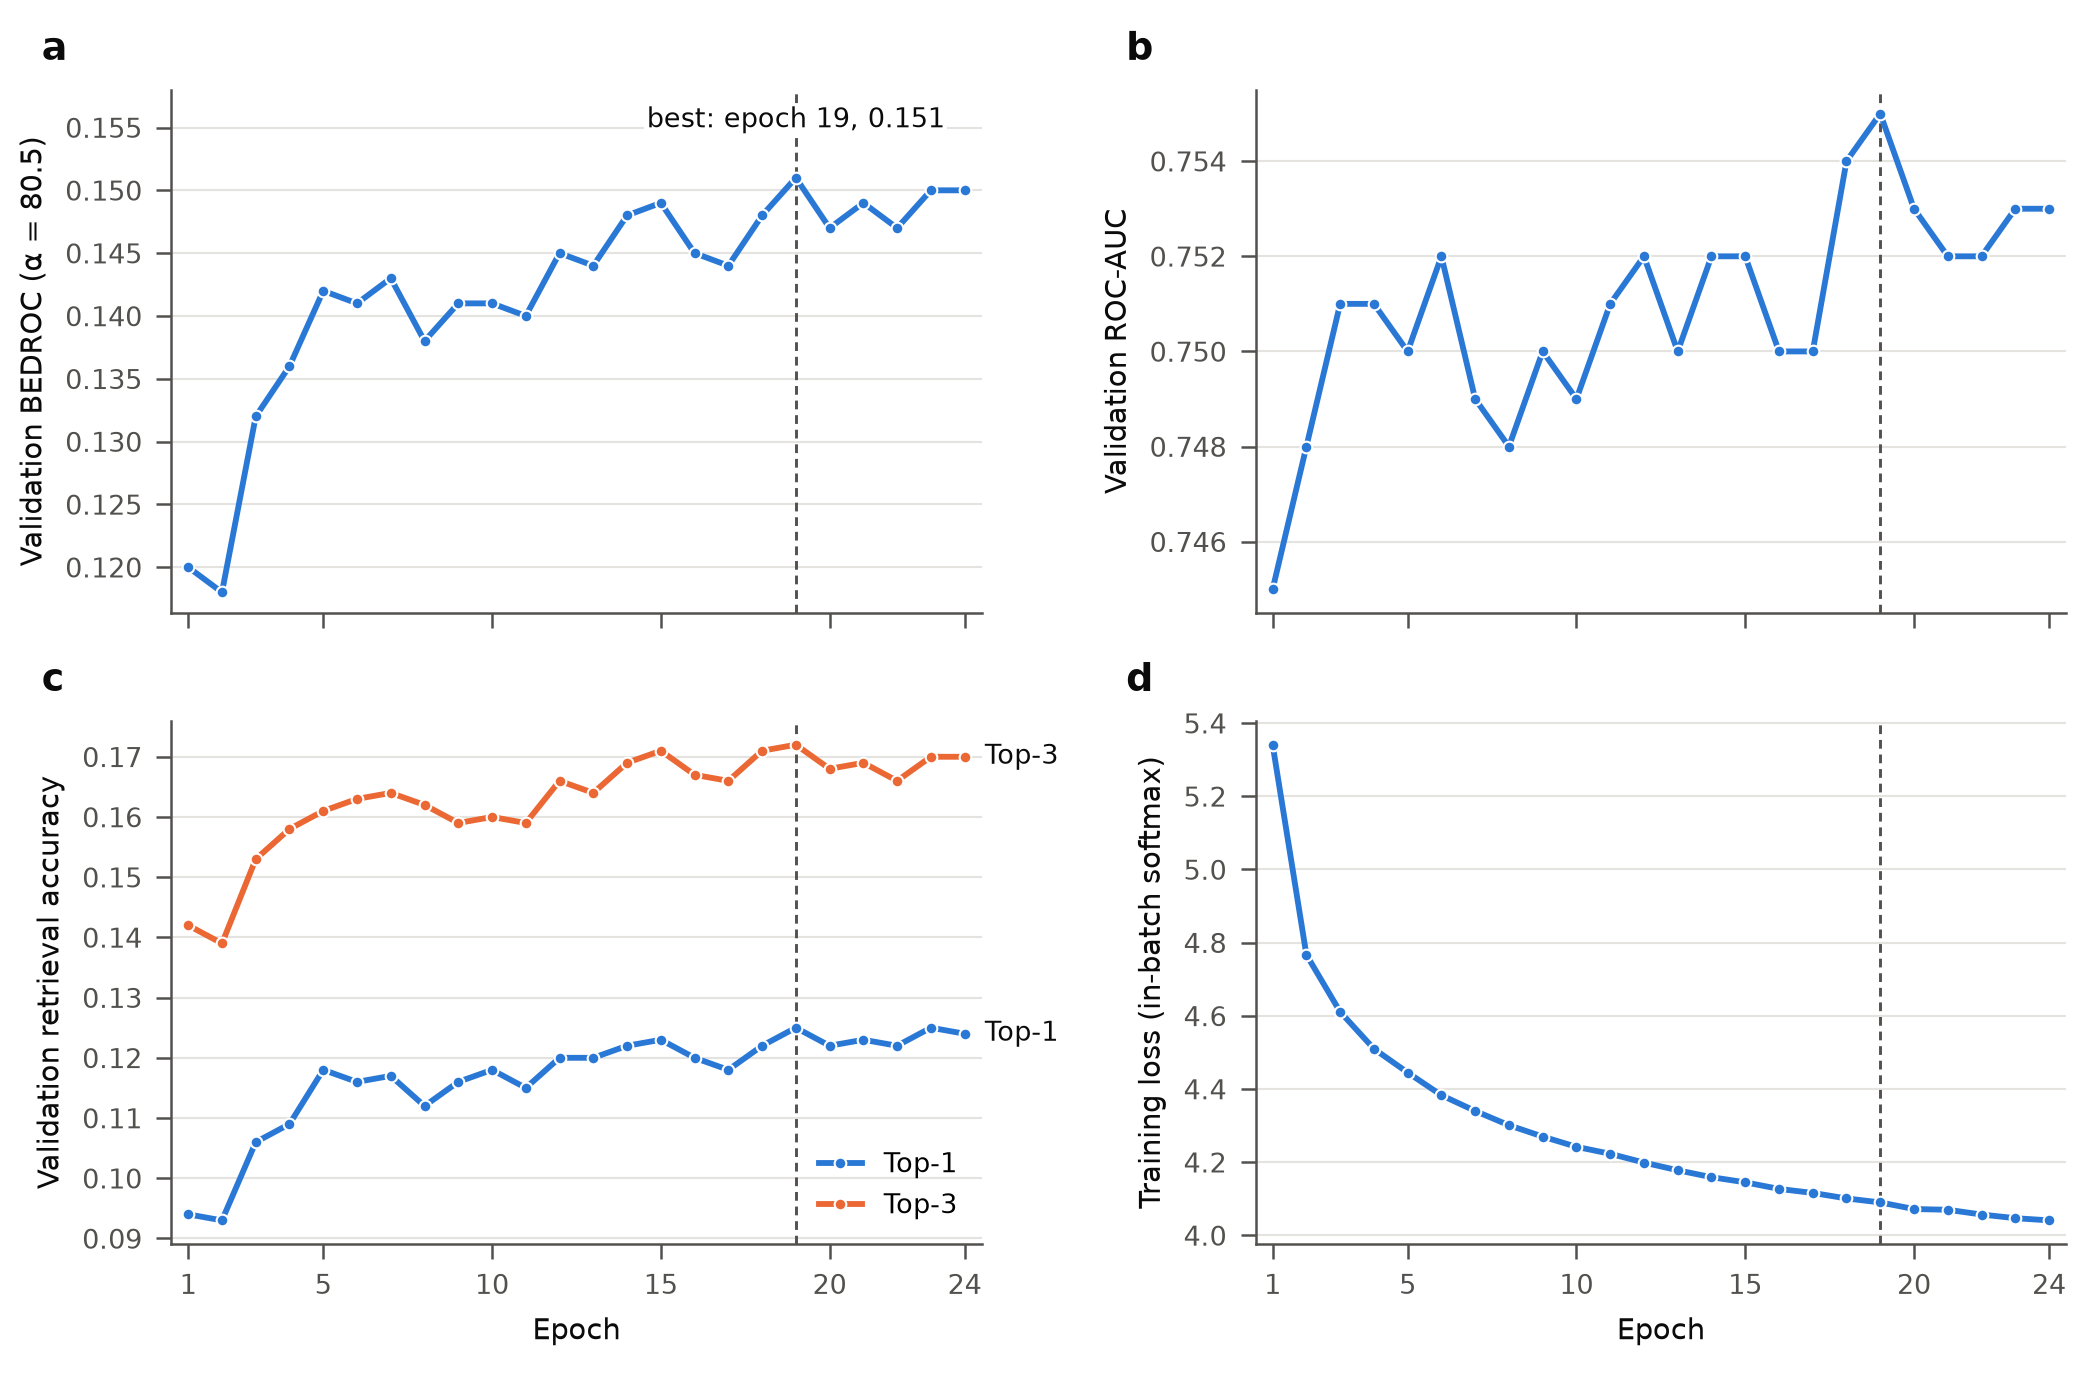 a
best: epoch 19, 0.151
0.155
0.150
0.145
0.140
0.135
0.130
0.125
0.120
Validation BEDROC (α = 80.5)
b
0.754
0.752
0.750
0.748
0.746
Validation ROC-AUC
c
0.17
0.16
0.15
0.14
0.13
0.12
0.11
0.10
0.09
Validation retrieval accuracy
Top-3
Top-1
Top-1
Top-3
1 5 10 15 20 24
Epoch
d
5.4
5.2
5.0
4.8
4.6
4.4
4.2
4.0
Training loss (in-batch softmax)
1 5 10 15 20 24
Epoch